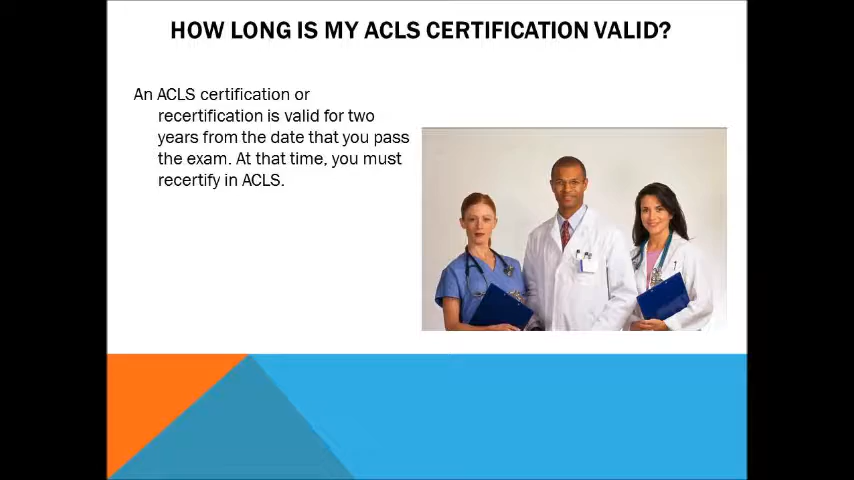 HOW LONG IS MY ACLS CERTIFICATION VALID?
An ACLS certification or
recertification is valid for two
years from the date that you pass
the exam. At that time, you must
recertify in ACLS.